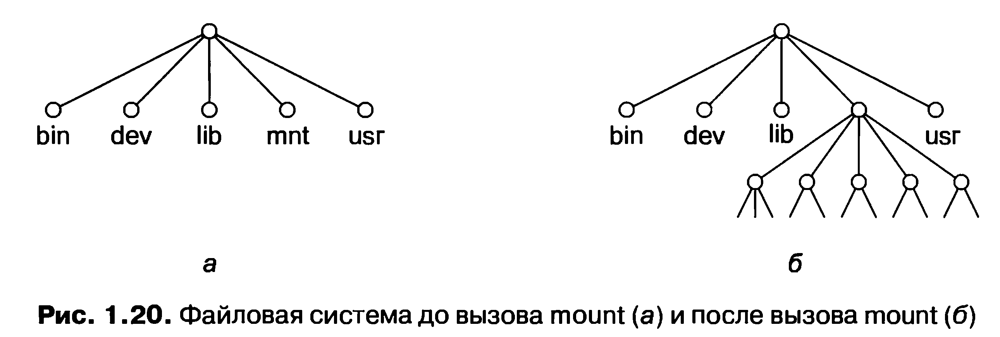 bin dev lib mnt usr
bin dev lib usr
а
б
Рис. 1.20. Файловая система до вызова mount (а) и после вызова mount (б)